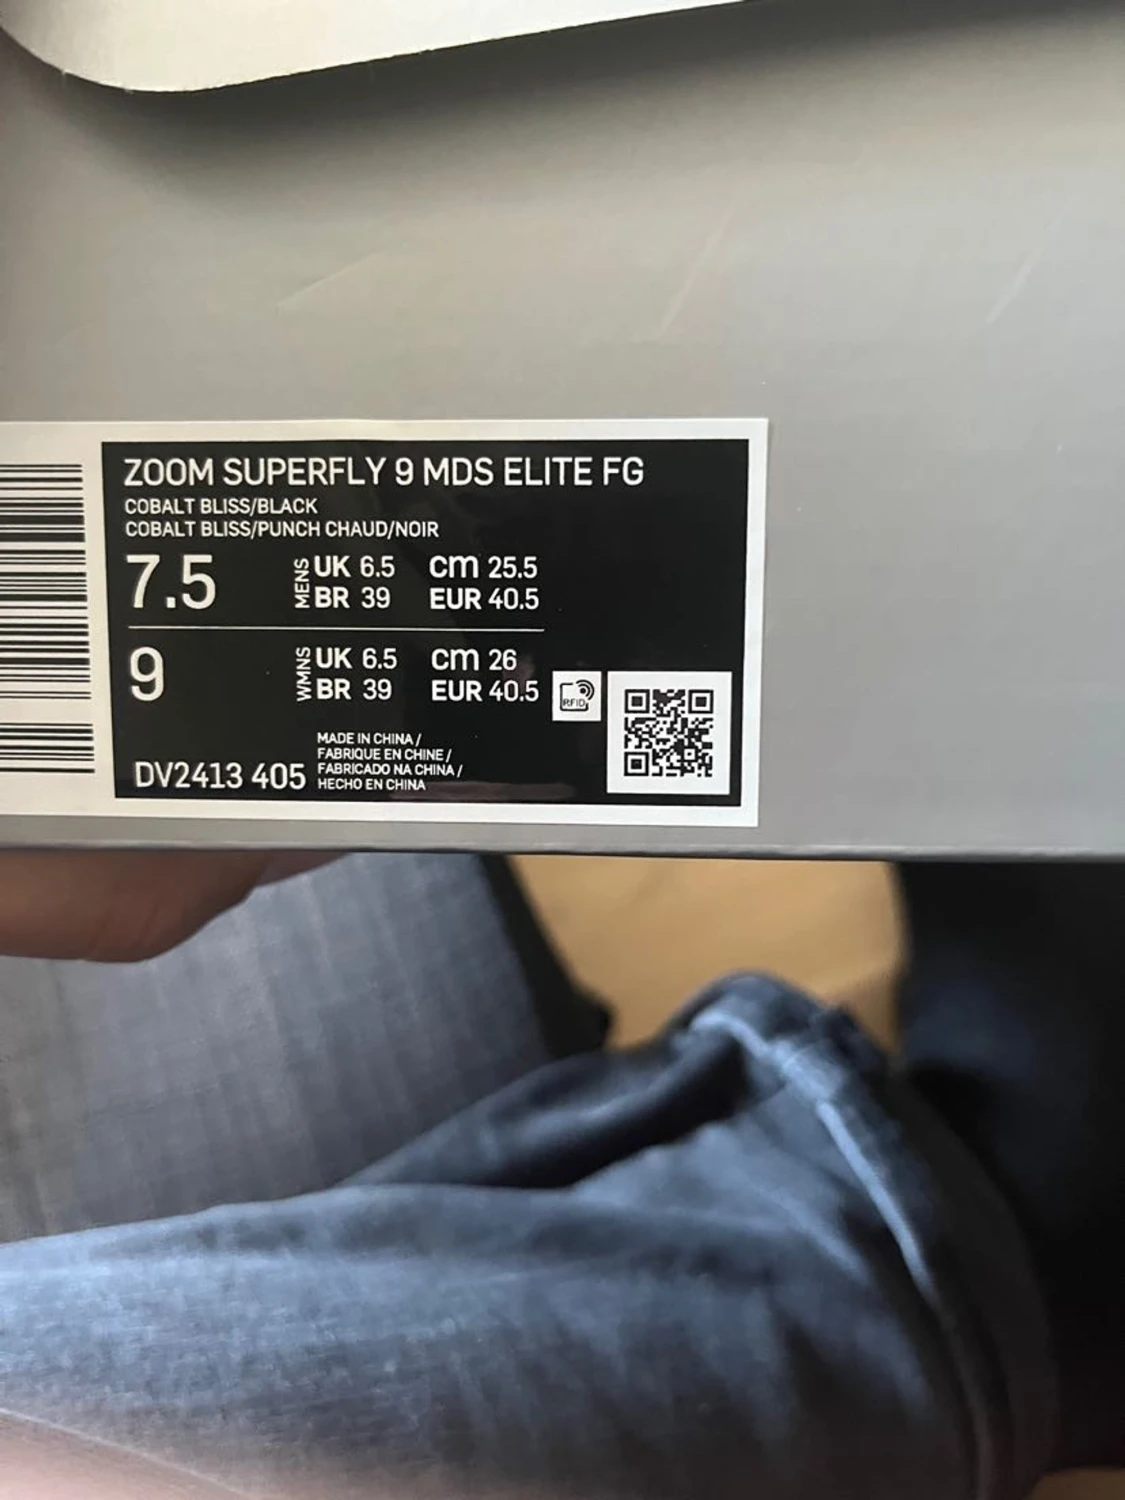 ZOOM SUPERFLY 9 MDS ELITE FG
COBALT BLISS/BLACK
COBALT BLISS/PUNCH CHAUD/NOIR
7.5 MENS UK 6.5 cm 25.5
BR 39 EUR 40.5
9 WMNS UK 6.5 cm 26
BR 39 EUR 40.5
RFID
MADE IN CHINA /
FABRIQUE EN CHINE /
FABRICADO NA CHINA /
HECHO EN CHINA
DV2413 405